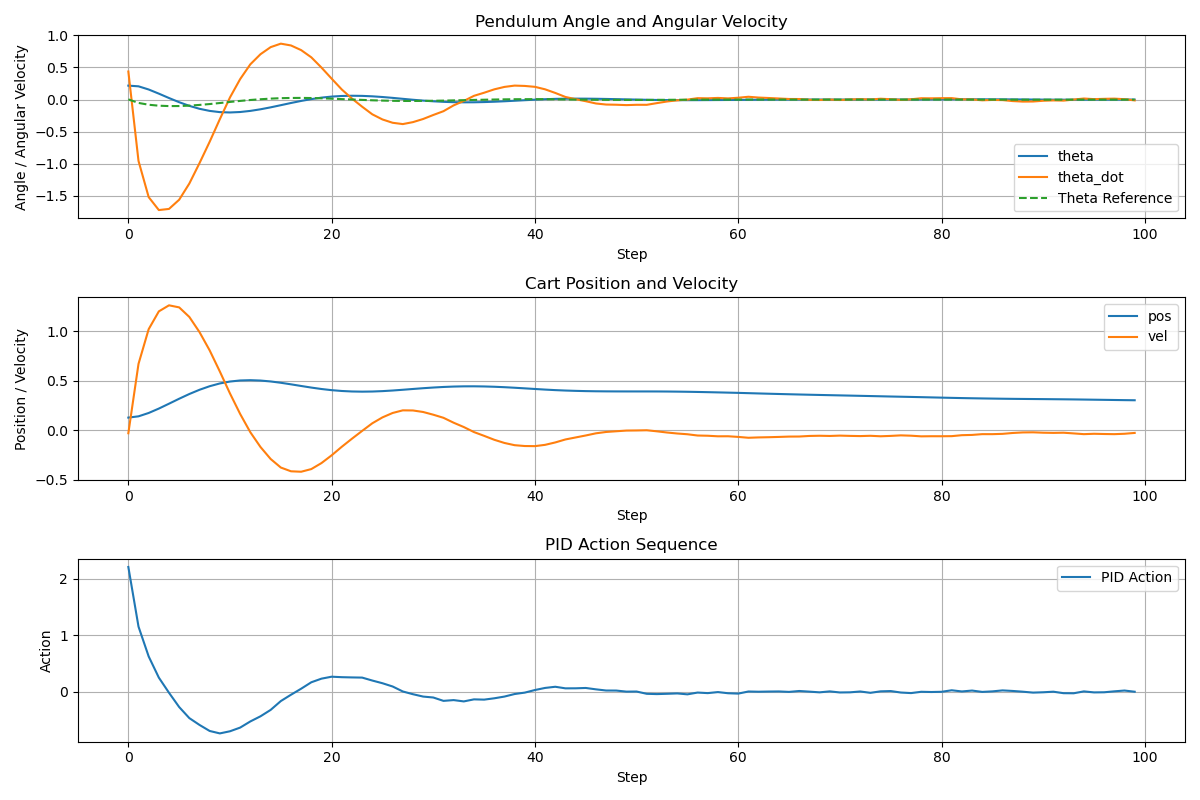 Pendulum Angle and Angular Velocity
Angle / Angular Velocity
1.0
0.5
0.0
−0.5
−1.0
−1.5
theta
theta_dot
Theta Reference
0 20 40 60 80 100
Step
Cart Position and Velocity
Position / Velocity
1.0
0.5
0.0
−0.5
pos
vel
0 20 40 60 80 100
Step
PID Action Sequence
Action
2
1
0
PID Action
0 20 40 60 80 100
Step